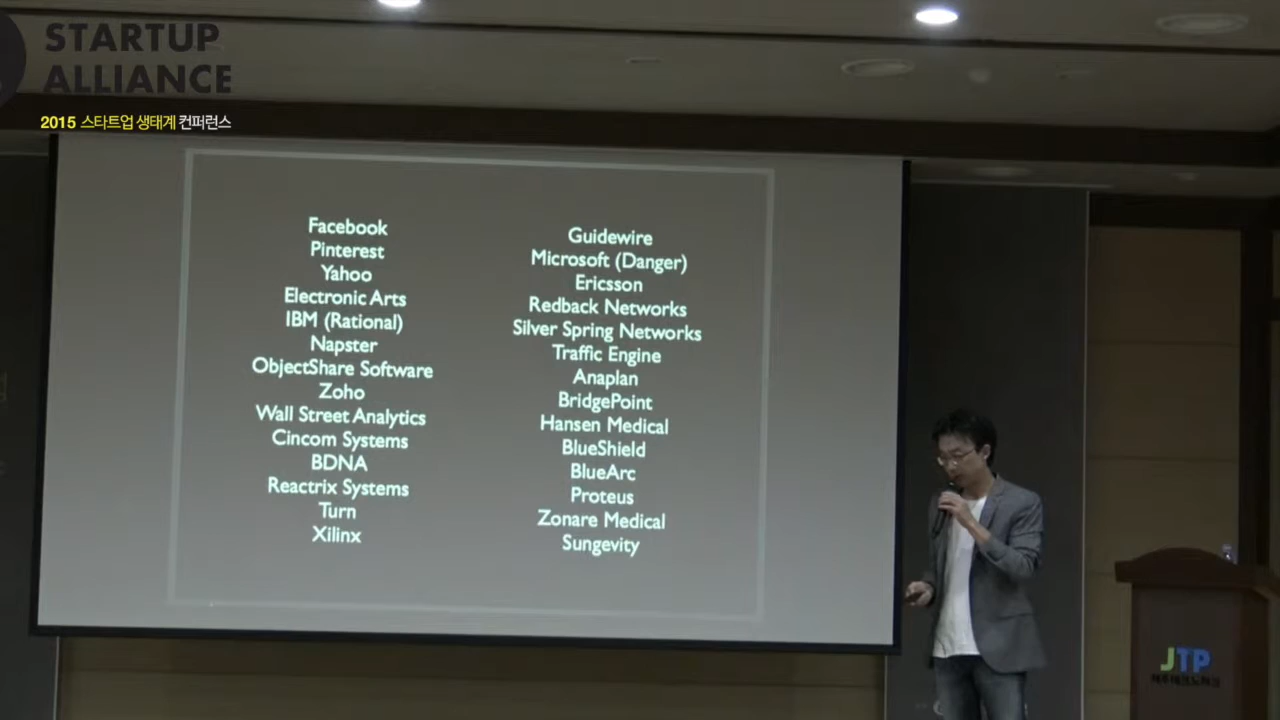 STARTUP
ALLIANCE
2015 스타트업 생태계 컨퍼런스
Facebook
Pinterest
Yahoo
Electronic Arts
IBM (Rational)
Napster
ObjectShare Software
Zoho
Wall Street Analytics
Cincom Systems
BDNA
Reactrix Systems
Turn
Xilinx
Guidewire
Microsoft (Danger)
Ericsson
Redback Networks
Silver Spring Networks
Traffic Engine
Anaplan
BridgePoint
Hansen Medical
BlueShield
BlueArc
Proteus
Zonare Medical
Sungevity
JTP